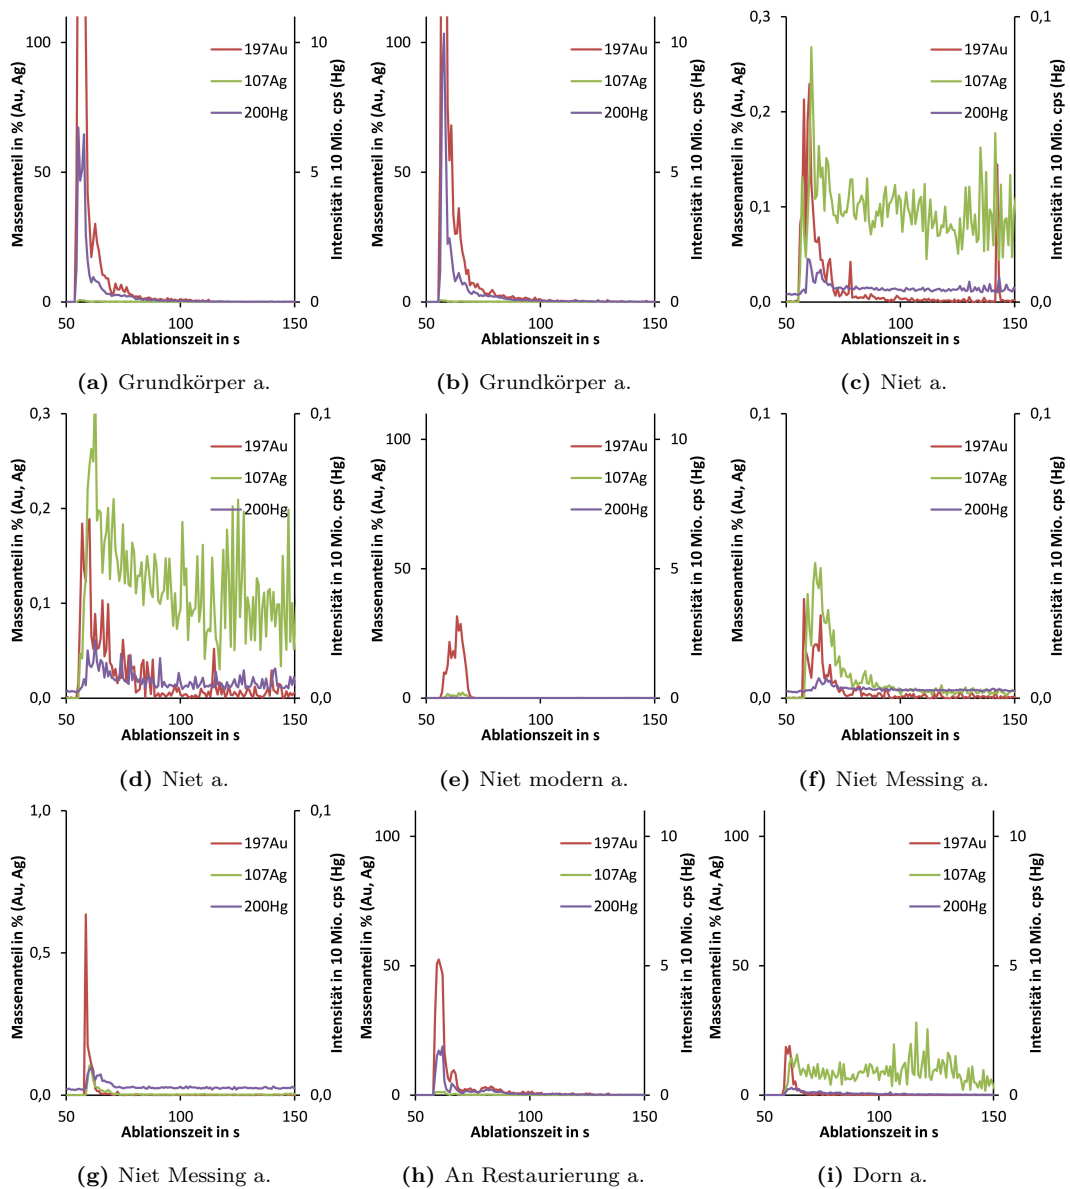 Massenanteil in % (Au, Ag)
100
50
0
197Au
107Ag
200Hg
10
5
0
Intensität in 10 Mio. cps (Hg)
50 100 150
Ablationszeit in s
(a) Grundkörper a.
Massenanteil in % (Au, Ag)
100
50
0
197Au
107Ag
200Hg
10
5
0
Intensität in 10 Mio. cps (Hg)
50 100 150
Ablationszeit in s
(b) Grundkörper a.
Massenanteil in % (Au, Ag)
0,3
0,2
0,1
0,0
197Au
107Ag
200Hg
0,1
0,0
Intensität in 10 Mio. cps (Hg)
50 100 150
Ablationszeit in s
(c) Niet a.
Massenanteil in % (Au, Ag)
0,3
0,2
0,1
0,0
197Au
107Ag
200Hg
0,1
0,0
Intensität in 10 Mio. cps (Hg)
50 100 150
Ablationszeit in s
(d) Niet a.
Massenanteil in % (Au, Ag)
100
50
0
197Au
107Ag
200Hg
10
5
0
Intensität in 10 Mio. cps (Hg)
50 100 150
Ablationszeit in s
(e) Niet modern a.
Massenanteil in % (Au, Ag)
0,1
0,0
197Au
107Ag
200Hg
0,1
0,0
Intensität in 10 Mio. cps (Hg)
50 100 150
Ablationszeit in s
(f) Niet Messing a.
Massenanteil in % (Au, Ag)
1,0
0,5
0,0
197Au
107Ag
200Hg
0,1
0,0
Intensität in 10 Mio. cps (Hg)
50 100 150
Ablationszeit in s
(g) Niet Messing a.
Massenanteil in % (Au, Ag)
100
50
0
197Au
107Ag
200Hg
10
5
0
Intensität in 10 Mio. cps (Hg)
50 100 150
Ablationszeit in s
(h) An Restaurierung a.
Massenanteil in % (Au, Ag)
100
50
0
197Au
107Ag
200Hg
10
5
0
Intensität in 10 Mio. cps (Hg)
50 100 150
Ablationszeit in s
(i) Dorn a.